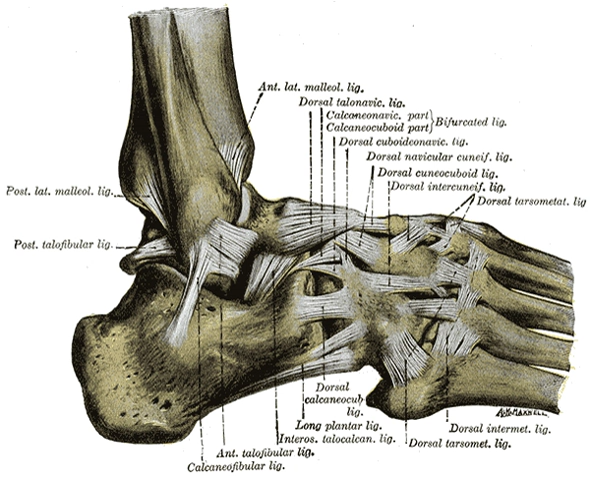 Ant. lat. malleol. lig.
Dorsal talonavic. lig.
Calconeonavic. part
Calcaneocuboid part
Bifurcated lig.
Dorsal cuboideonavic. lig.
Dorsal navicular cuneif. lig.
Dorsal cuneocuboid lig.
Dorsal intercuneif. lig.
Dorsal tarsometat. lig
Post. lat. malleol. lig.
Post. talofibular lig.
Dorsal
calcaneocub
lig.
Long plantar lig.
Interos. talocalcan. lig.
Ant. talofibular lig.
Calcaneofibular lig.
Dorsal intermet. lig.
Dorsal tarsomet. lig.